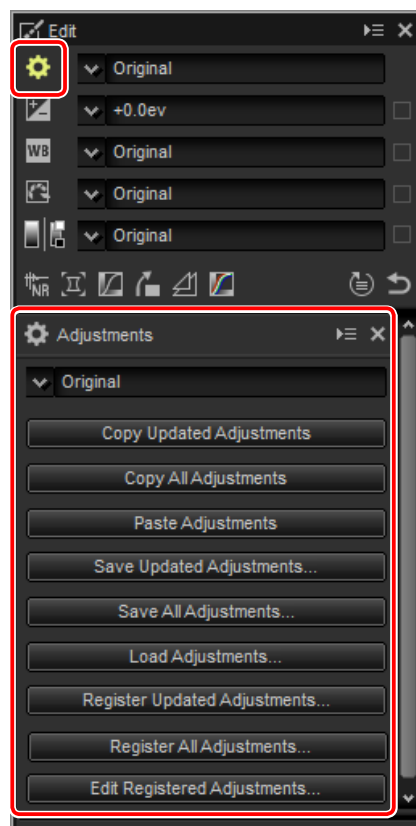 Edit
Original
+0.0ev
WB
Original
Original
Original
NR
Adjustments
Original
Copy Updated Adjustments
Copy All Adjustments
Paste Adjustments
Save Updated Adjustments...
Save All Adjustments...
Load Adjustments...
Register Updated Adjustments...
Register All Adjustments...
Edit Registered Adjustments...